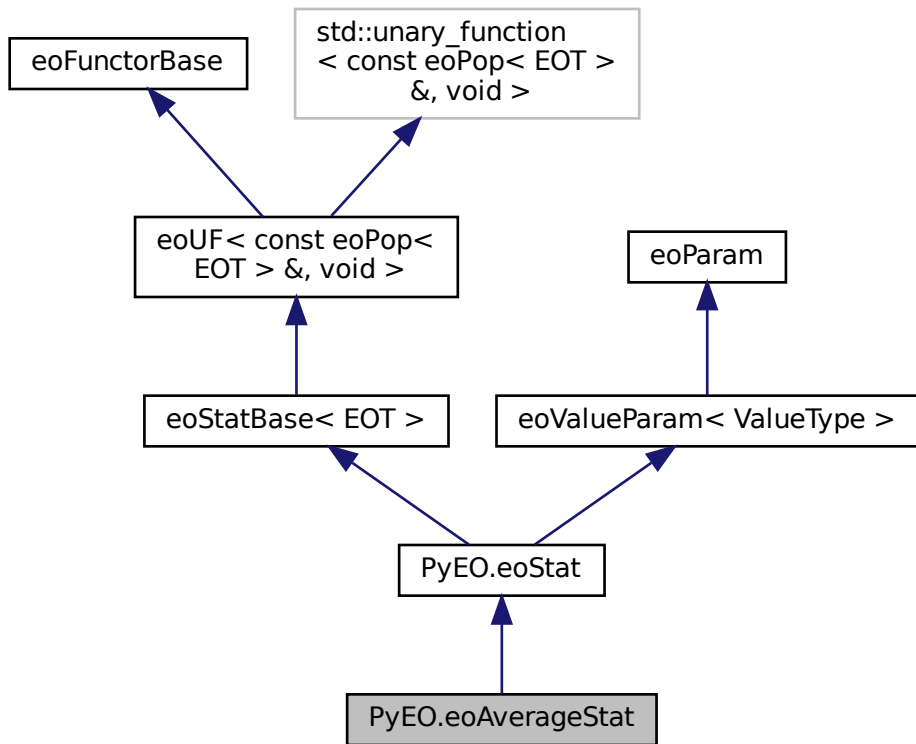 eoFunctorBase
std::unary_function
< const eoPop< EOT >
&, void >
eoUF< const eoPop<
EOT > &, void >
eoParam
eoStatBase< EOT >
eoValueParam< ValueType >
PyEO.eoStat
PyEO.eoAverageStat